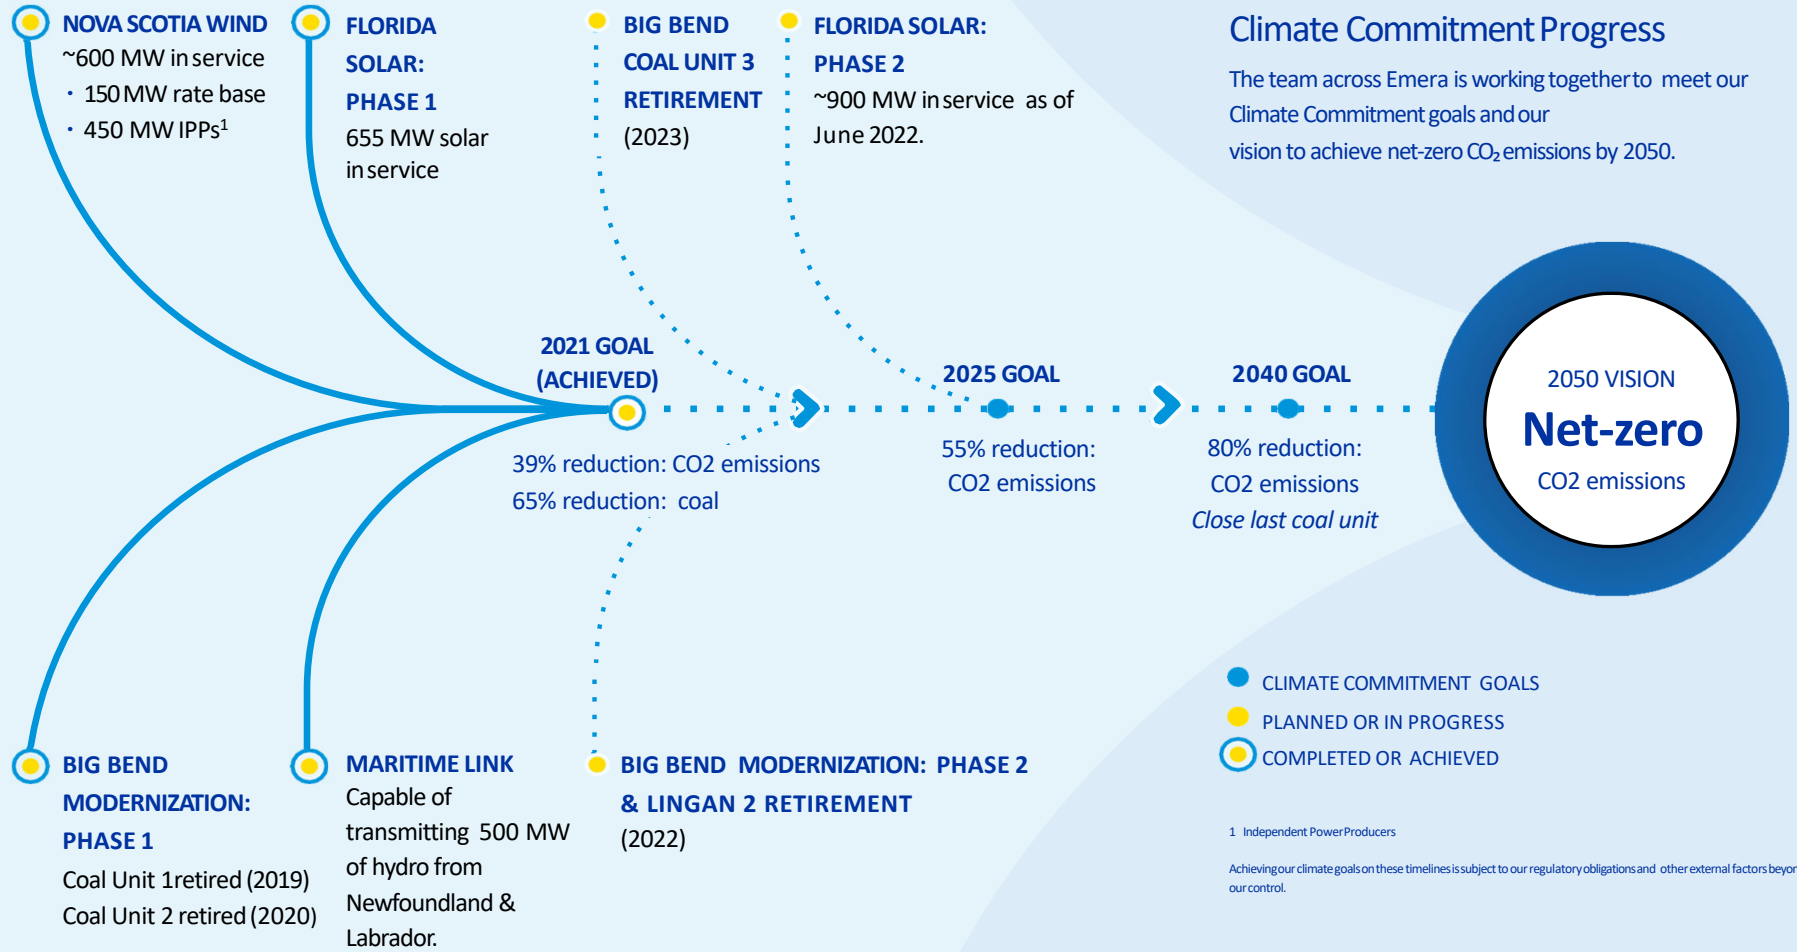 NOVA SCOTIA WIND
~600 MW in service
• 150 MW rate base
• 450 MW IPPs¹
FLORIDA
SOLAR:
PHASE 1
655 MW solar
in service
BIG BEND
COAL UNIT 3
RETIREMENT
(2023)
FLORIDA SOLAR:
PHASE 2
~900 MW in service as of
June 2022.
Climate Commitment Progress
The team across Emera is working together to meet our
Climate Commitment goals and our
vision to achieve net-zero CO₂ emissions by 2050.
2021 GOAL
(ACHIEVED)
39% reduction: CO2 emissions
65% reduction: coal
2025 GOAL
55% reduction:
CO2 emissions
2040 GOAL
80% reduction:
CO2 emissions
Close last coal unit
2050 VISION
Net-zero
CO2 emissions
BIG BEND
MODERNIZATION:
PHASE 1
Coal Unit 1 retired (2019)
Coal Unit 2 retired (2020)
MARITIME LINK
Capable of
transmitting 500 MW
of hydro from
Newfoundland &
Labrador.
BIG BEND MODERNIZATION: PHASE 2
& LINGAN 2 RETIREMENT
(2022)
CLIMATE COMMITMENT GOALS
PLANNED OR IN PROGRESS
COMPLETED OR ACHIEVED
1 Independent Power Producers
Achieving our climate goals on these timelines is subject to our regulatory obligations and other external factors beyon
our control.